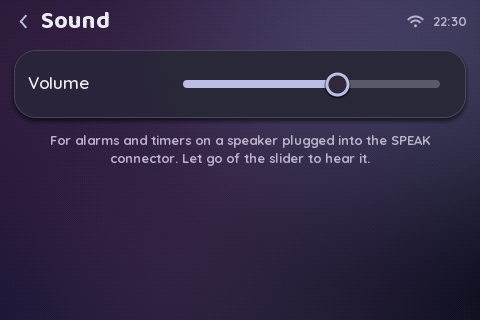 Sound
22:30
Volume
For alarms and timers on a speaker plugged into the SPEAK
connector. Let go of the slider to hear it.